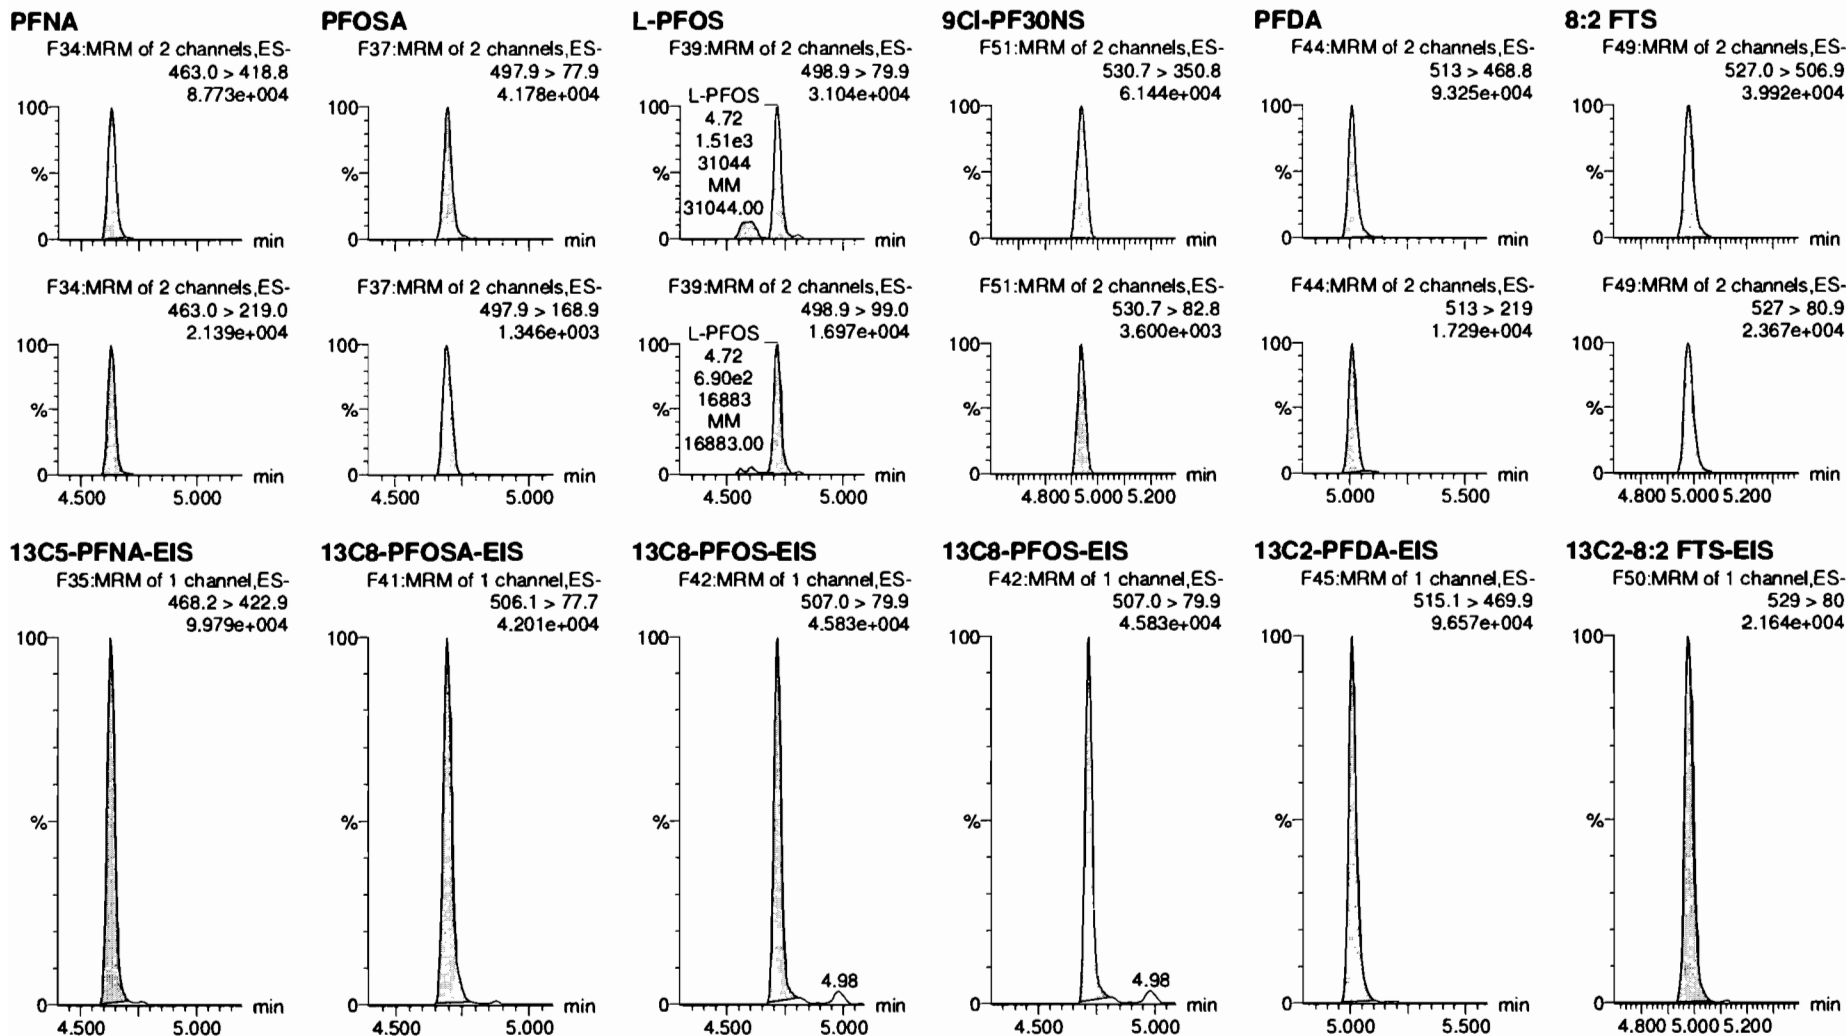 PFNA
F34:MRM of 2 channels,ES-
463.0 > 418.8
8.773e+004
100
%
0
min
F34:MRM of 2 channels,ES-
463.0 > 219.0
2.139e+004
100
%
0
min
4.500 5.000
13C5-PFNA-EIS
F35:MRM of 1 channel,ES-
468.2 > 422.9
9.979e+004
100
%
0
min
4.500 5.000
PFOSA
F37:MRM of 2 channels,ES-
497.9 > 77.9
4.178e+004
100
%
0
min
F37:MRM of 2 channels,ES-
497.9 > 168.9
1.346e+003
100
%
0
min
4.500 5.000
13C8-PFOSA-EIS
F41:MRM of 1 channel,ES-
506.1 > 77.7
4.201e+004
100
%
0
min
4.500 5.000
L-PFOS
F39:MRM of 2 channels,ES-
498.9 > 79.9
3.104e+004
L-PFOS
4.72
1.51e3
31044
MM
31044.00
100
%
0
min
F39:MRM of 2 channels,ES-
498.9 > 99.0
1.697e+004
L-PFOS
4.72
6.90e2
16883
MM
16883.00
100
%
0
min
4.500 5.000
13C8-PFOS-EIS
F42:MRM of 1 channel,ES-
507.0 > 79.9
4.583e+004
100
%
4.98
0
min
4.500 5.000
9Cl-PF30NS
F51:MRM of 2 channels,ES-
530.7 > 350.8
6.144e+004
100
%
0
min
F51:MRM of 2 channels,ES-
530.7 > 82.8
3.600e+003
100
%
0
min
4.800 5.000 5.200
13C8-PFOS-EIS
F42:MRM of 1 channel,ES-
507.0 > 79.9
4.583e+004
100
%
4.98
0
min
4.500 5.000
PFDA
F44:MRM of 2 channels,ES-
513 > 468.8
9.325e+004
100
%
0
min
F44:MRM of 2 channels,ES-
513 > 219
1.729e+004
100
%
0
min
5.000 5.500
13C2-PFDA-EIS
F45:MRM of 1 channel,ES-
515.1 > 469.9
9.657e+004
100
%
0
min
5.000 5.500
8:2 FTS
F49:MRM of 2 channels,ES-
527.0 > 506.9
3.992e+004
100
%
0
min
F49:MRM of 2 channels,ES-
527 > 80.9
2.367e+004
100
%
0
min
4.800 5.000 5.200
13C2-8:2 FTS-EIS
F50:MRM of 1 channel,ES-
529 > 80
2.164e+004
100
%
0
min
4.800 5.000 5.200